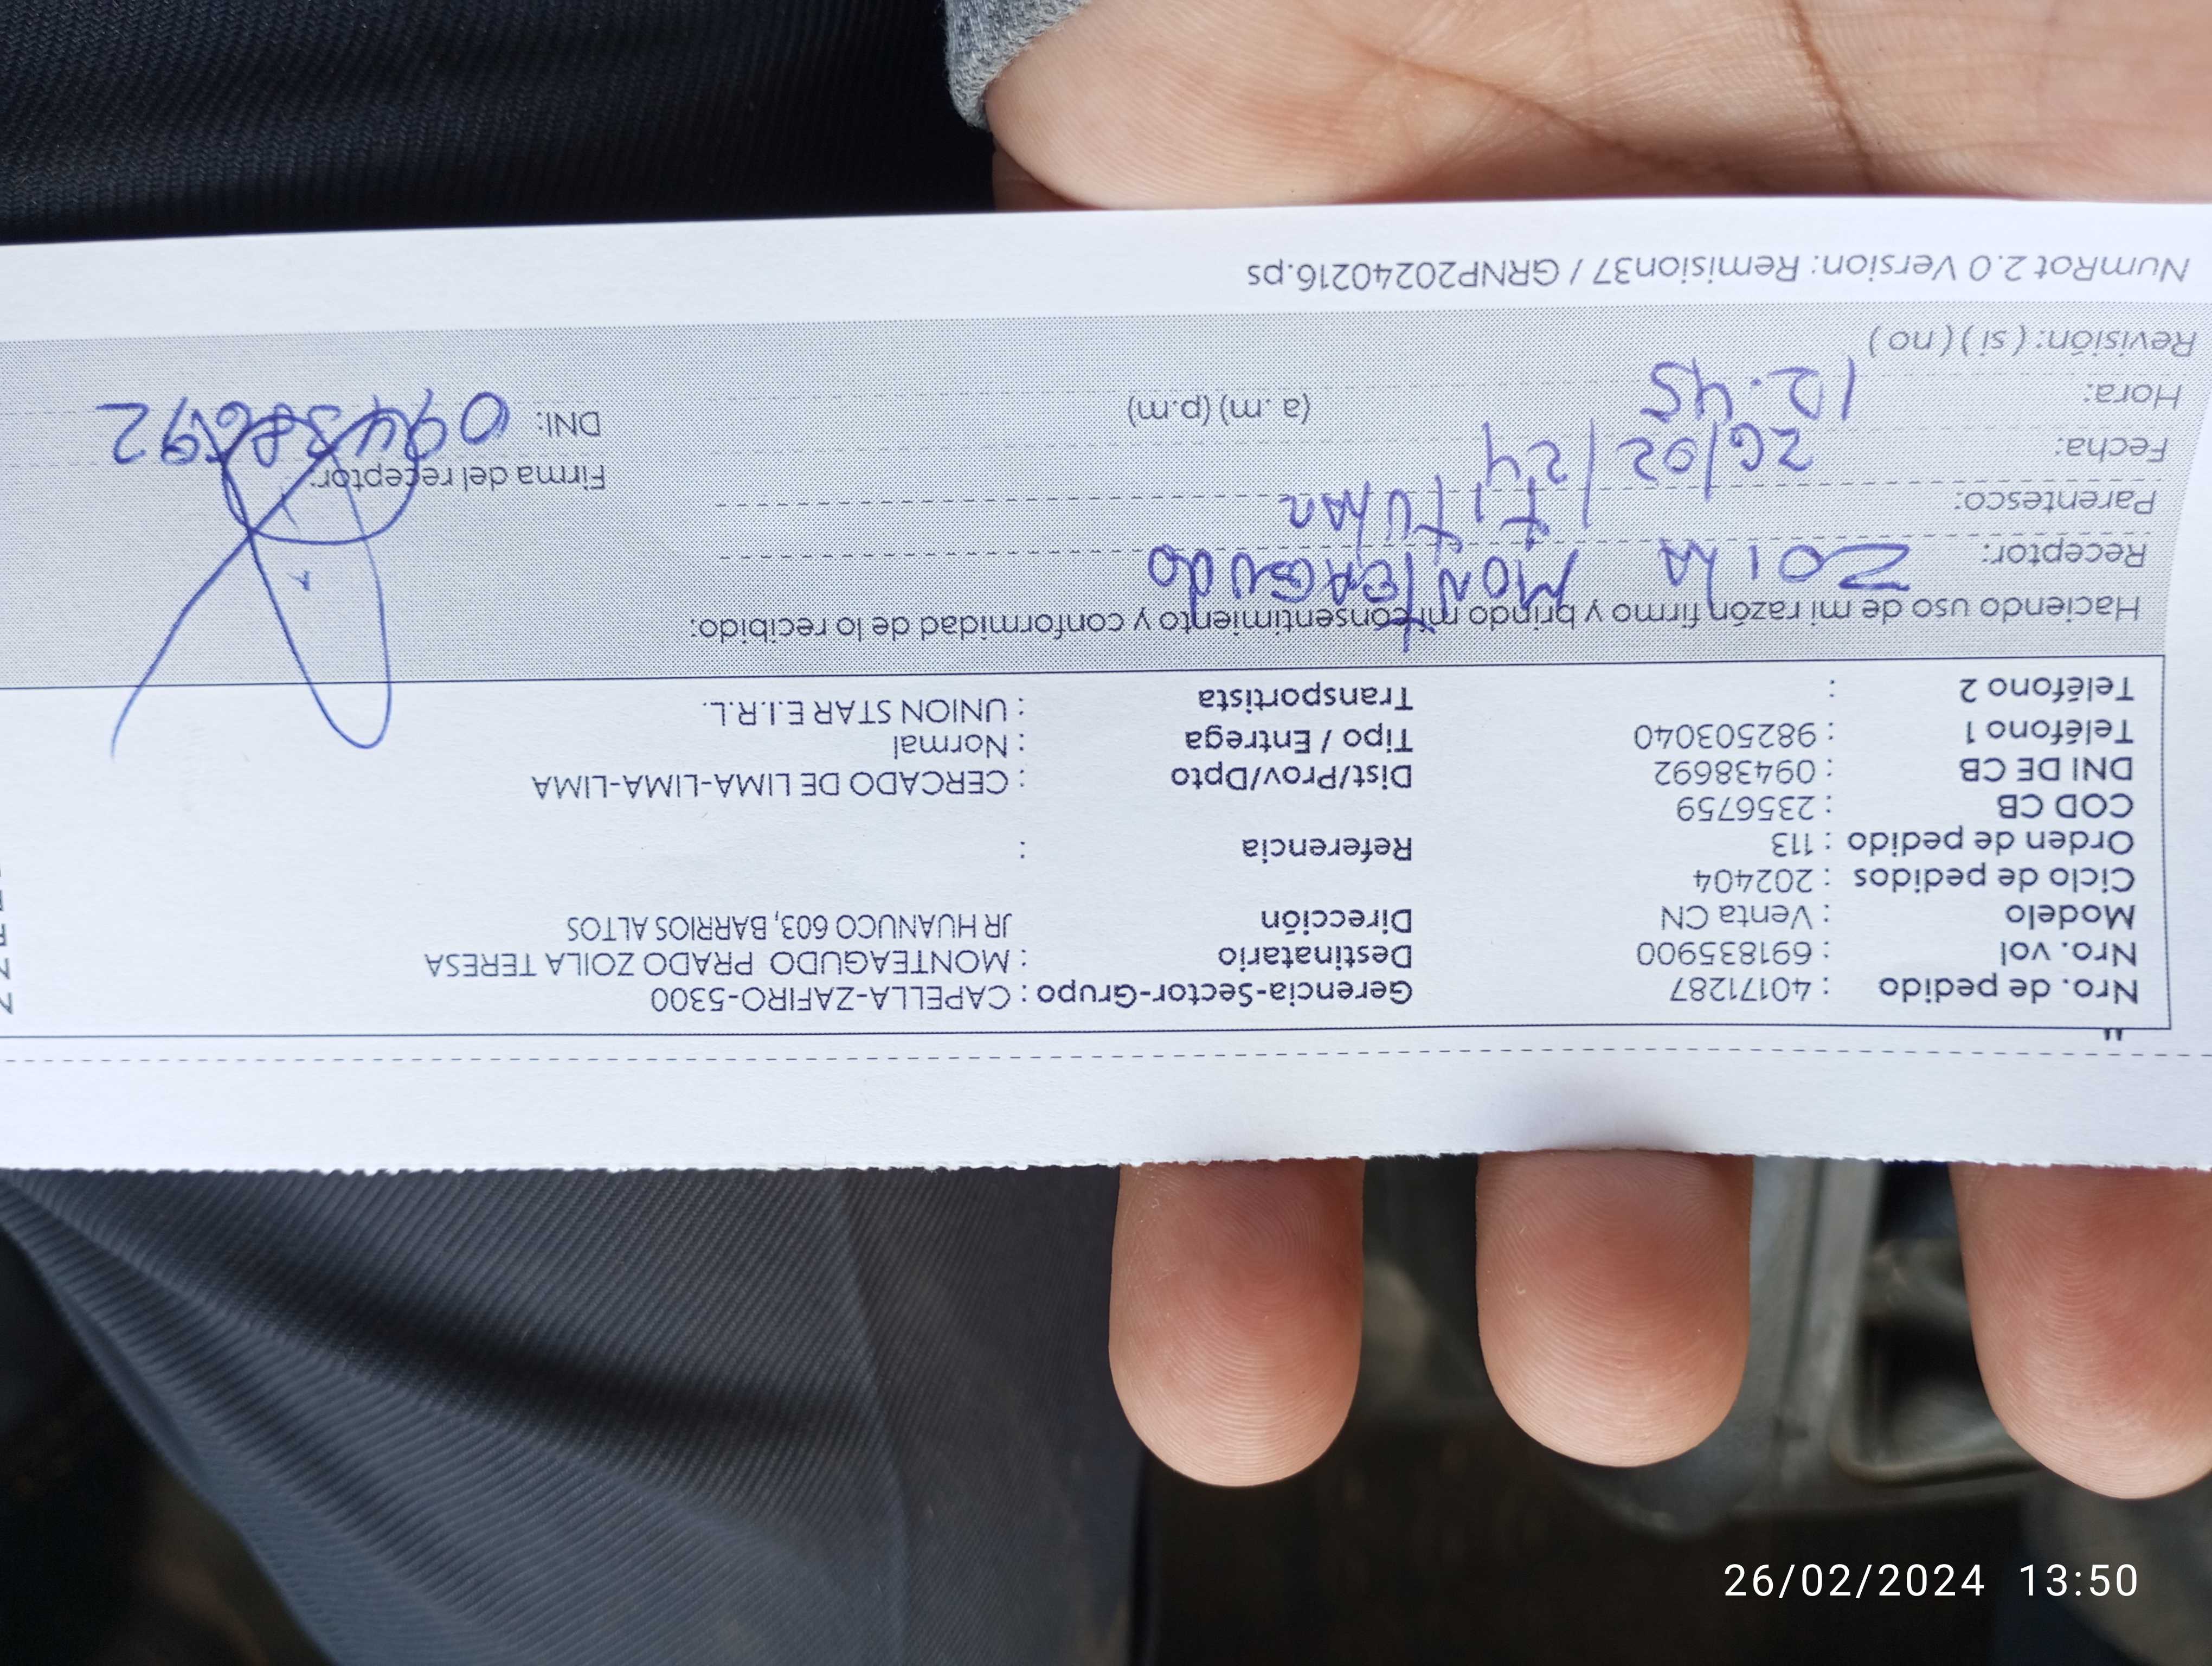 Nro. de pedido : 40171287 Gerencia-Sector-Grupo : CAPELLA-ZAFIRO-5300
Nro. vol : 691835900 Destinatario : MONTEAGUDO PRADO ZOILA TERESA
Modelo : Venta CN Dirección JR HUANUCO 603, BARRIOS ALTOS
Ciclo de pedidos : 202404
Orden de pedido : 113 Referencia :
COD CB : 2356759
DNI DE CB : 09438692 Dist/Prov/Dpto : CERCADO DE LIMA-LIMA-LIMA
Teléfono 1 : 982503040 Tipo / Entrega : Normal
Teléfono 2 : Transportista : UNION STAR E.I.R.L.
Haciendo uso de mi razón firmo y brindo mi consentimiento y conformidad de lo recibido:
Receptor: ZOILA MONTEAGUDO
Parentesco: titular
Fecha: 26/02/24 Firma del receptor:
Hora: 12.45 (a.m) (p.m) DNI: 09438692
Revisión: ( si ) ( no )
NumRot 2.0 Version: Remision37 / GRNP20240216.ps
26/02/2024 13:50